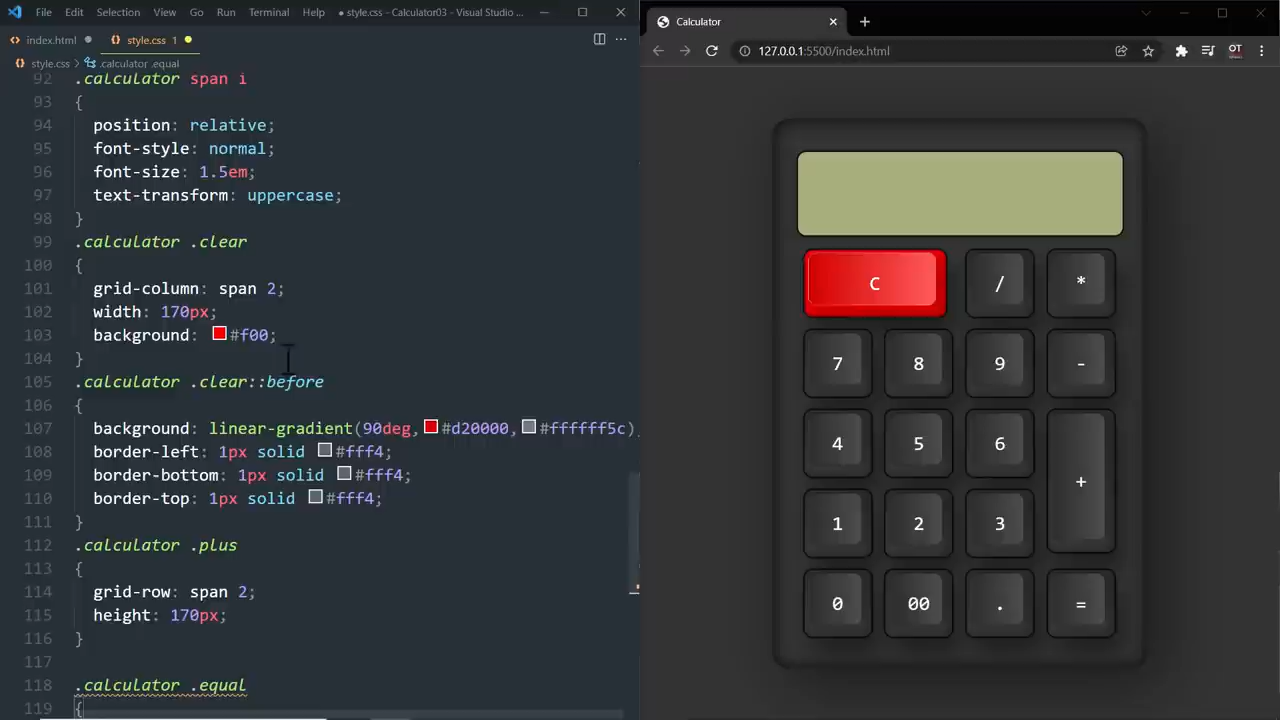 File Edit Selection View Go Run Terminal Help ● style.css - Calculator03 - Visual Studio ...
index.html ● style.css 1 ●
style.css > .calculator .equal
92 .calculator span i
93 {
94 position: relative;
95 font-style: normal;
96 font-size: 1.5em;
97 text-transform: uppercase;
98 }
99 .calculator .clear
100 {
101 grid-column: span 2;
102 width: 170px;
103 background: #f00;
104 }
105 .calculator .clear::before
106 {
107 background: linear-gradient(90deg,#d20000,#ffffff5c)
108 border-left: 1px solid #fff4;
109 border-bottom: 1px solid #fff4;
110 border-top: 1px solid #fff4;
111 }
112 .calculator .plus
113 {
114 grid-row: span 2;
115 height: 170px;
116 }
117
118 .calculator .equal
119 {
Calculator
127.0.0.1:5500/index.html
OT
C / *
7 8 9 -
4 5 6
+
1 2 3
0 00 . =